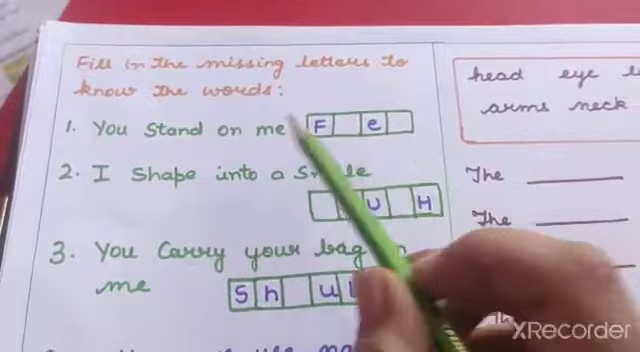 Fill in the missing letters to
know the words:
1. You Stand on me F e
2. I Shape into a
U H
3. You Carry your bag
me Sh u
head eye
arms neck
The
The
XRecorder